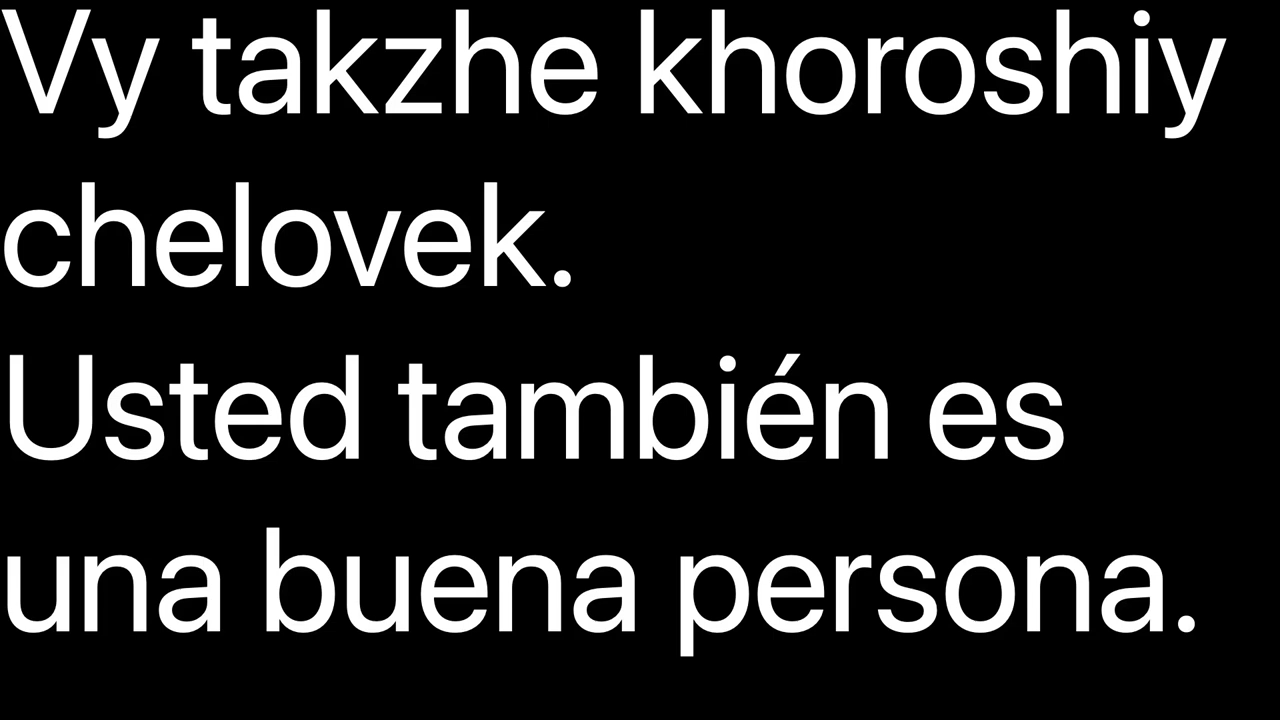 Vy takzhe khoroshiy
chelovek.
Usted también es
una buena persona.